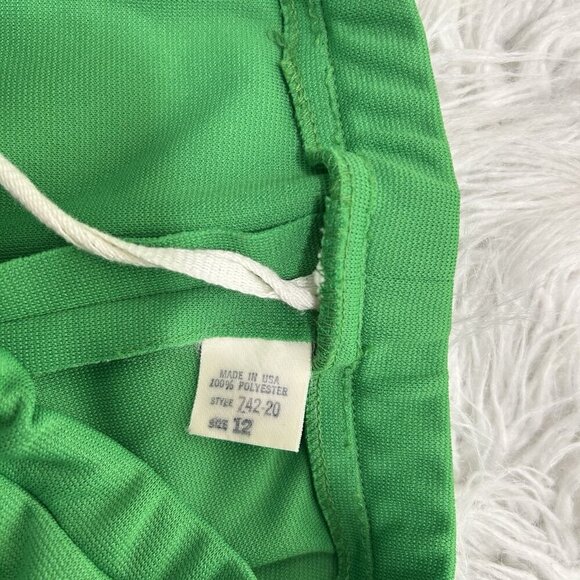 MADE IN USA
100% POLYESTER
STYLE 742-20
SIZE 12